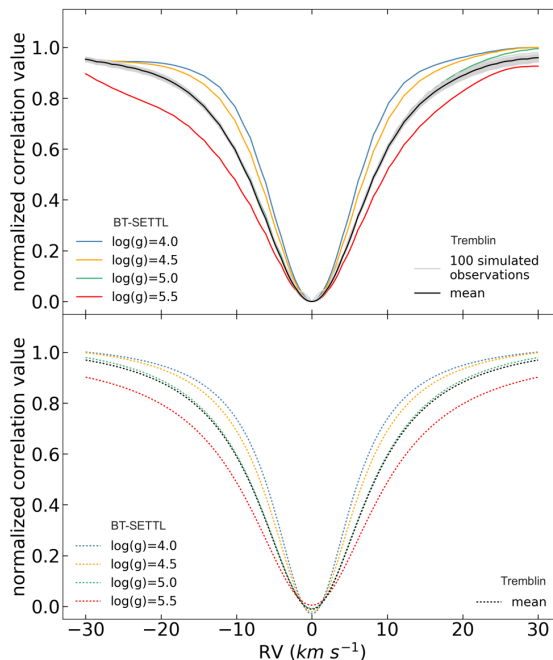 normalized correlation value
1.0
0.8
0.6
0.4
0.2
0.0
BT-SETTL
log(g)=4.0
log(g)=4.5
log(g)=5.0
log(g)=5.5
Tremblin
100 simulated
observations
mean
normalized correlation value
1.0
0.8
0.6
0.4
0.2
0.0
BT-SETTL
log(g)=4.0
log(g)=4.5
log(g)=5.0
log(g)=5.5
Tremblin
mean
−30 −20 −10 0 10 20 30
RV (km s⁻¹)